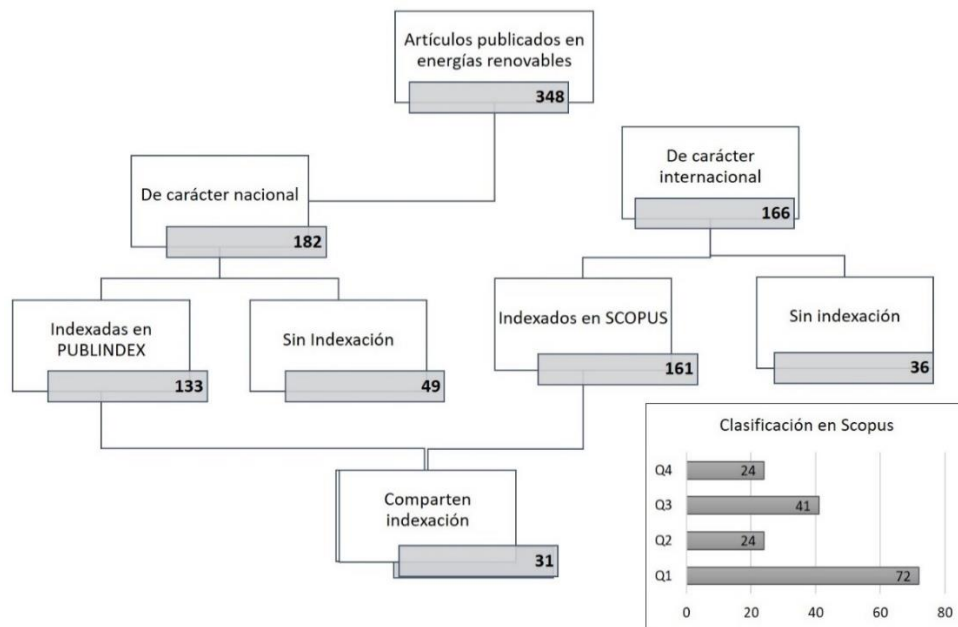 Artículos publicados en
energías renovables
348
De carácter nacional
182
De carácter
internacional
166
Indexadas en
PUBLINDEX
133
Sin Indexación
49
Indexados en SCOPUS
161
Sin indexación
36
Comparten
indexación
31
Clasificación en Scopus
Q4
24
Q3
41
Q2
24
Q1
72
0 20 40 60 80